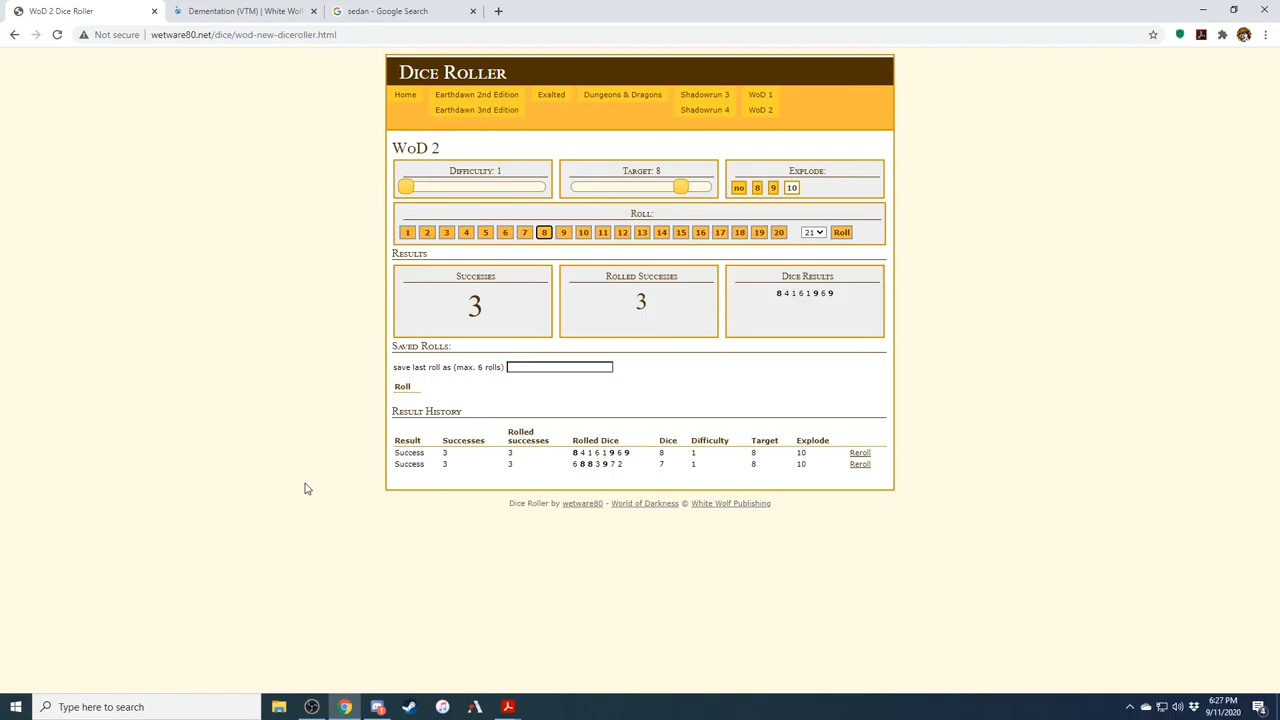 WoD 2 Dice Roller
Dementation (VTM) | White Wol
sedan - Google Search
Not secure | wetware80.net/dice/wod-new-diceroller.html
Dice Roller
Home Earthdawn 2nd Edition Exalted Dungeons & Dragons Shadowrun 3 WoD 1
Earthdawn 3nd Edition Shadowrun 4 WoD 2
WoD 2
Difficulty: 1 Target: 8 Explode:
no 8 9 10
Roll:
1 2 3 4 5 6 7 8 9 10 11 12 13 14 15 16 17 18 19 20 21 Roll
Results
Successes Rolled Successes Dice Results
3 3 8 4 1 6 1 9 6 9
Saved Rolls:
save last roll as (max. 6 rolls)
Roll
Result History
Result Successes Rolled successes Rolled Dice Dice Difficulty Target Explode
Success 3 3 8 4 1 6 1 9 6 9 8 1 8 10 Reroll
Success 3 3 6 8 8 3 9 7 2 7 1 8 10 Reroll
Dice Roller by wetware80 - World of Darkness © White Wolf Publishing
Type here to search
6:27 PM
9/11/2020